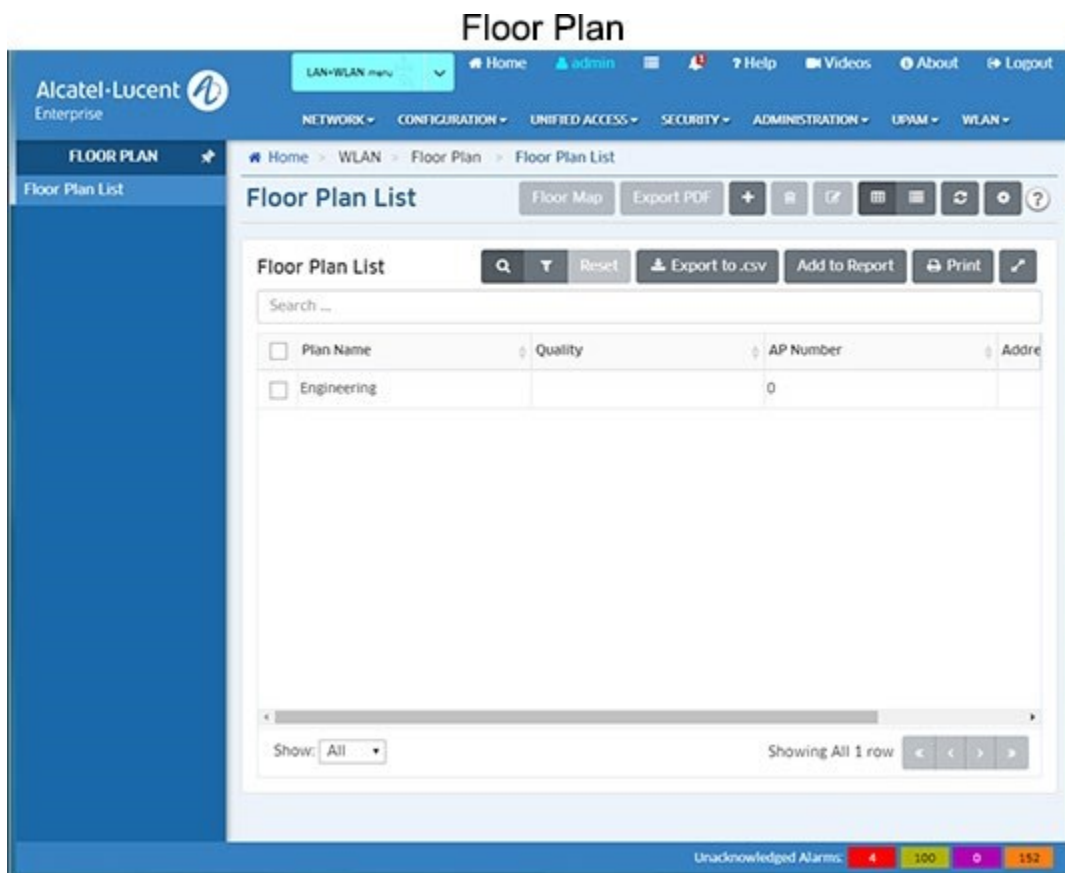 Floor Plan
Alcatel·Lucent
Enterprise
LAN+WLAN menu
Home admin ? Help Videos About Logout
NETWORK CONFIGURATION UNIFIED ACCESS SECURITY ADMINISTRATION UPAM WLAN
FLOOR PLAN
Floor Plan List
Home > WLAN > Floor Plan > Floor Plan List
Floor Plan List
Floor Map Export PDF + ?
Floor Plan List
Reset Export to .csv Add to Report Print
Search ...
Plan Name Quality AP Number Addre
Engineering 0
Show: All Showing All 1 row « ‹ › »
Unacknowledged Alarms: 4 100 0 152